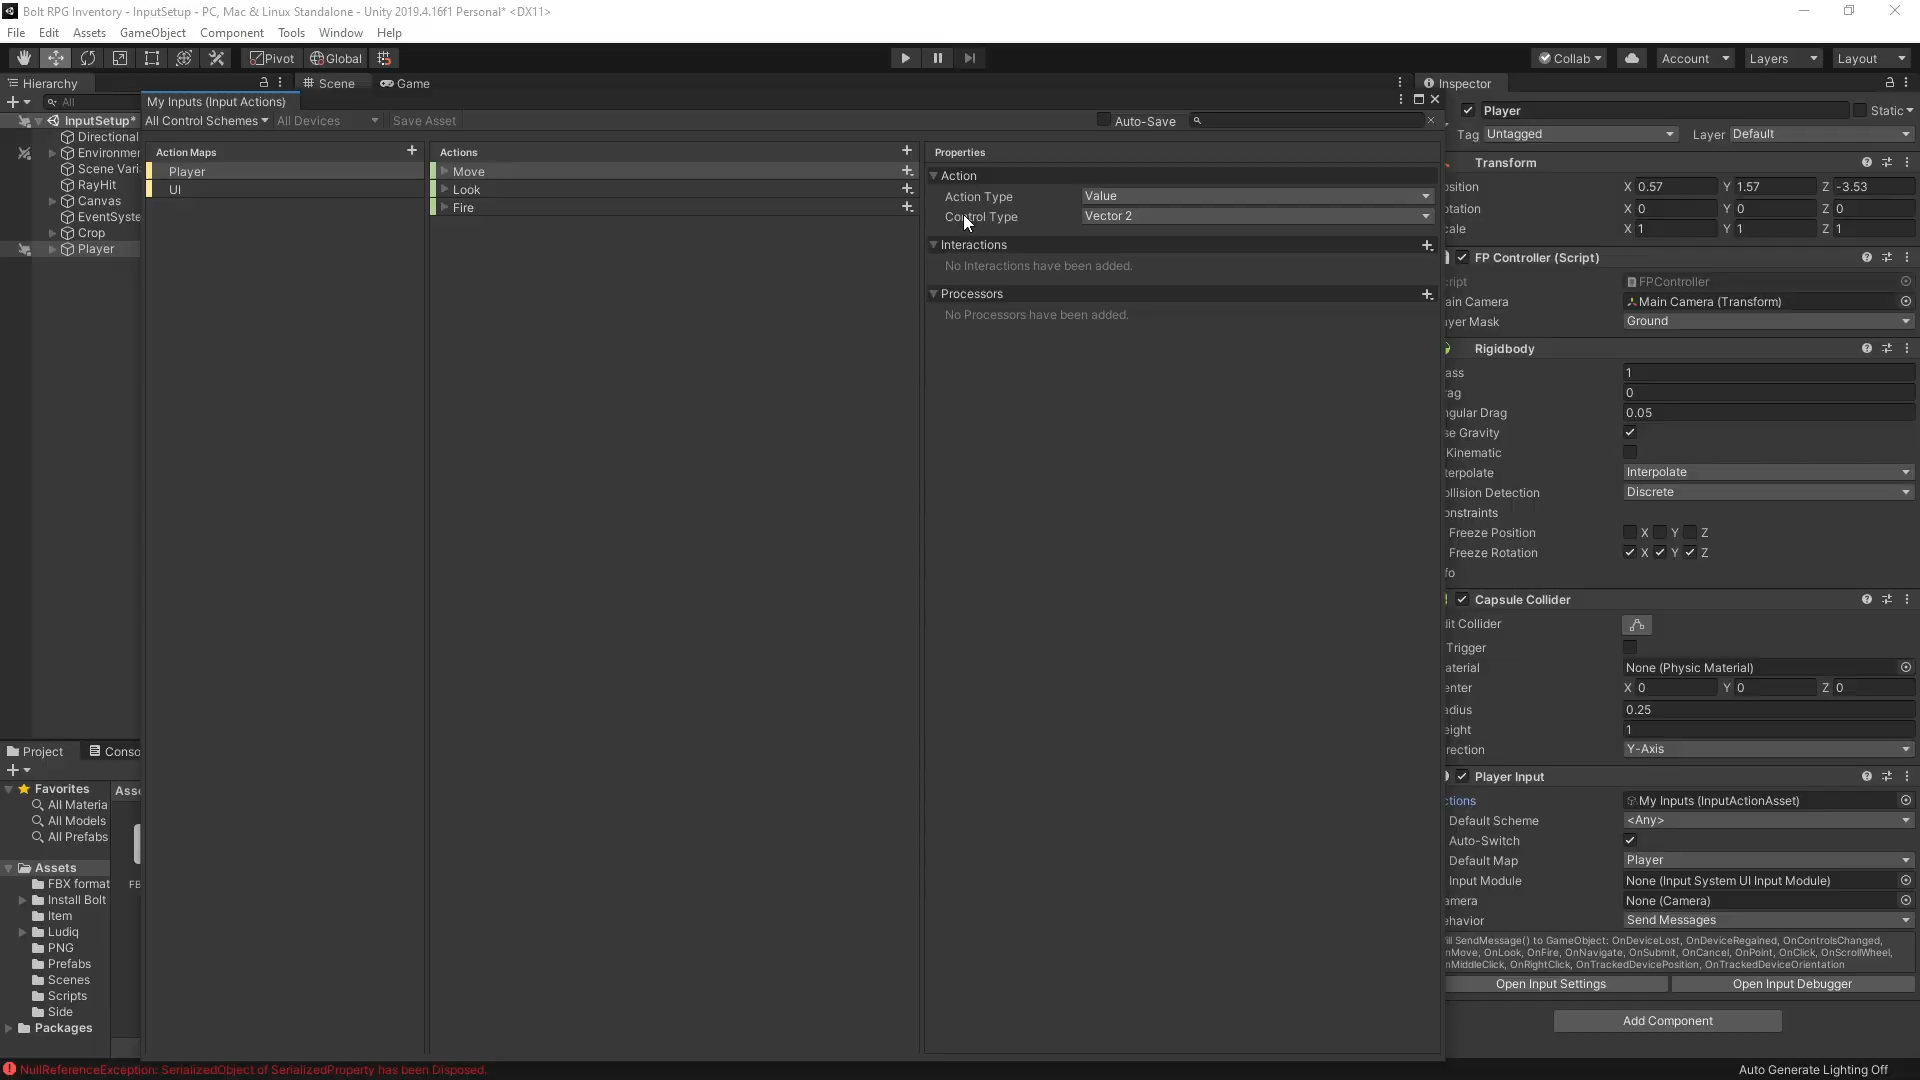 Bolt RPG Inventory - InputSetup - PC, Mac & Linux Standalone - Unity 2019.4.16f1 Personal* <DX11>
File Edit Assets GameObject Component Tools Window Help
Pivot Global Collab Account Layers Layout
Hierarchy Scene Game
All
InputSetup*
Directional
Environmer
Scene Vari
RayHit
Canvas
EventSyste
Crop
Player
My Inputs (Input Actions)
All Control Schemes All Devices Save Asset Auto-Save
Action Maps
Player
UI
Actions
Move
Look
Fire
Properties
Action
Action Type Value
Control Type Vector 2
Interactions
No Interactions have been added.
Processors
No Processors have been added.
Inspector
Player Static
Tag Untagged Layer Default
Transform
osition X 0.57 Y 1.57 Z -3.53
otation X 0 Y 0 Z 0
cale X 1 Y 1 Z 1
FP Controller (Script)
ript FPController
ain Camera Main Camera (Transform)
ayer Mask Ground
Rigidbody
ass 1
rag 0
ngular Drag 0.05
se Gravity
Kinematic
terpolate Interpolate
ollision Detection Discrete
onstraints
Freeze Position X Y Z
Freeze Rotation X Y Z
fo
Capsule Collider
dit Collider
Trigger
aterial None (Physic Material)
enter X 0 Y 0 Z 0
adius 0.25
eight 1
rection Y-Axis
Player Input
ctions My Inputs (InputActionAsset)
Default Scheme <Any>
Auto-Switch
Default Map Player
Input Module None (Input System UI Input Module)
amera None (Camera)
ehavior Send Messages
ill SendMessage() to GameObject: OnDeviceLost, OnDeviceRegained, OnControlsChanged,
nMove, OnLook, OnFire, OnNavigate, OnSubmit, OnCancel, OnPoint, OnClick, OnScrollWheel,
nMiddleClick, OnRightClick, OnTrackedDevicePosition, OnTrackedDeviceOrientation
Open Input Settings Open Input Debugger
Add Component
Project Conso
Favorites
All Materia
All Models
All Prefabs
Assets
FBX format
Install Bolt
Item
Ludiq
PNG
Prefabs
Scenes
Scripts
Side
Packages
Asse
FB
NullReferenceException: SerializedObject of SerializedProperty has been Disposed.
Auto Generate Lighting Off